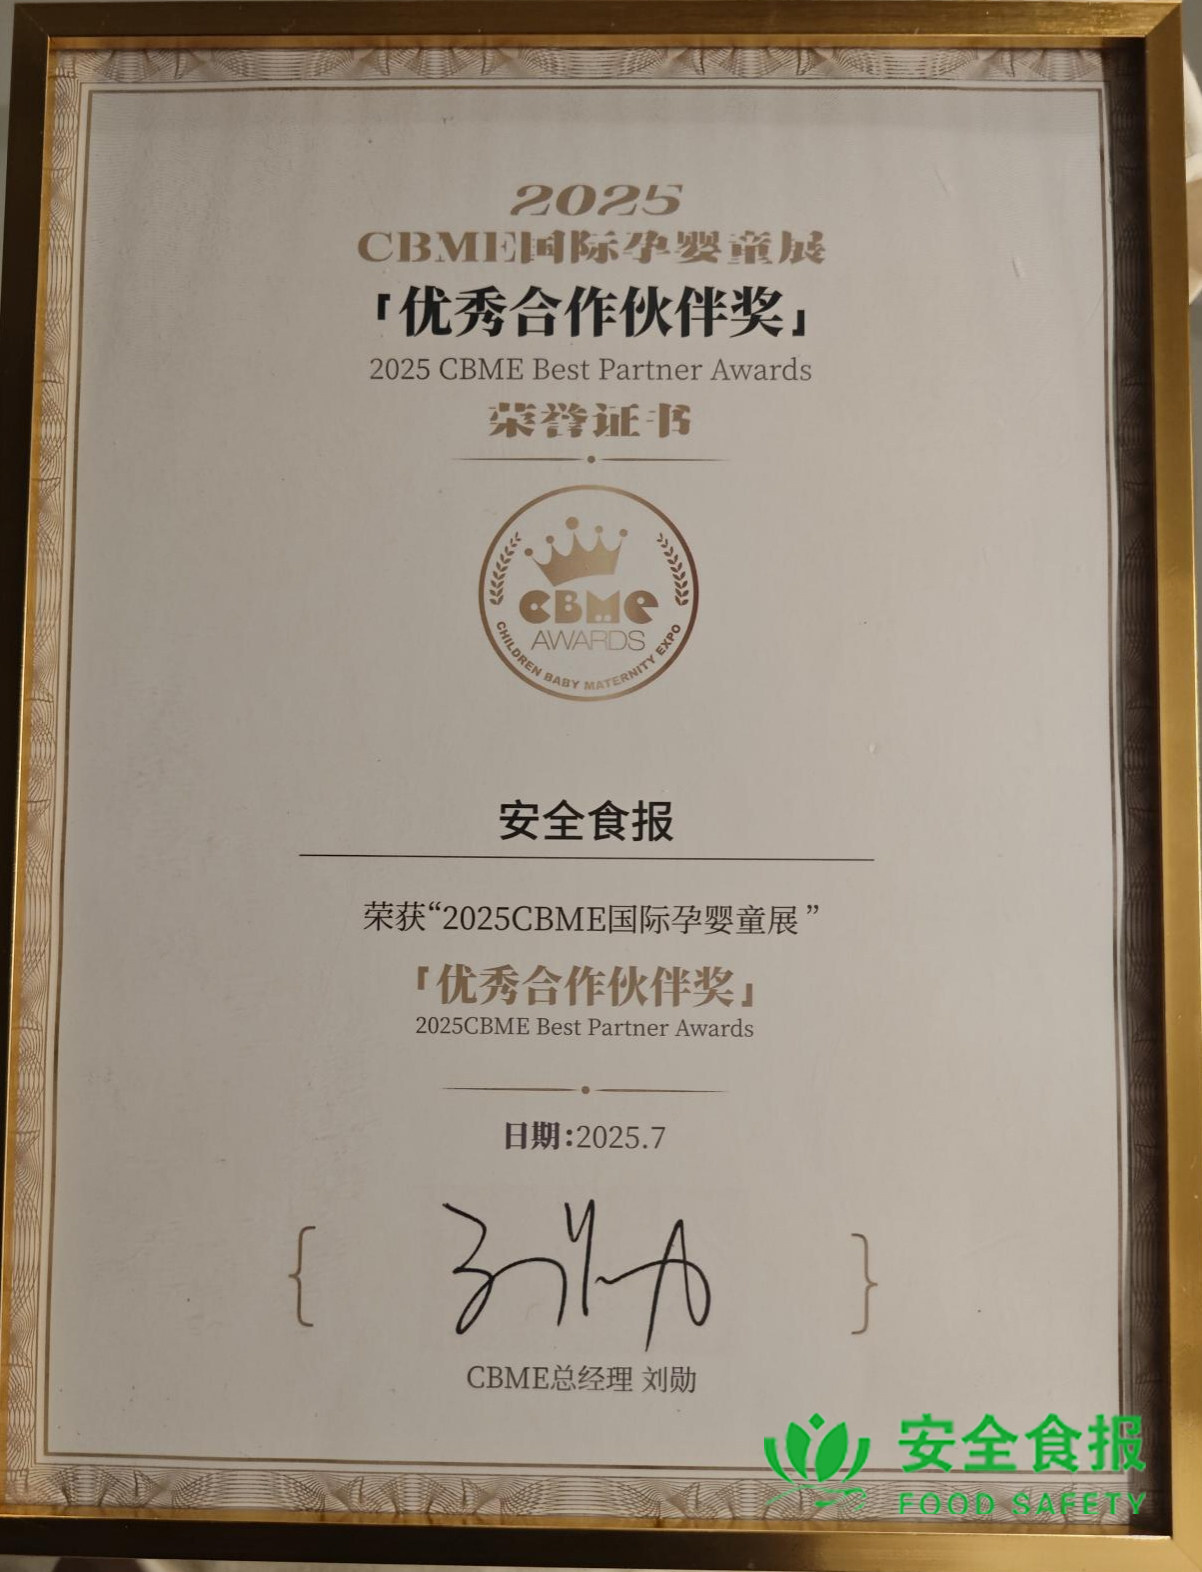 2025
CBME国际孕婴童展
「优秀合作伙伴奖」
2025 CBME Best Partner Awards
荣誉证书
CBMe
AWARDS
CHILDREN BABY MATERNITY EXPO
安全食报
荣获“2025CBME国际孕婴童展”
「优秀合作伙伴奖」
2025CBME Best Partner Awards
日期:2025.7
CBME总经理 刘勋
安全食报
FOOD SAFETY